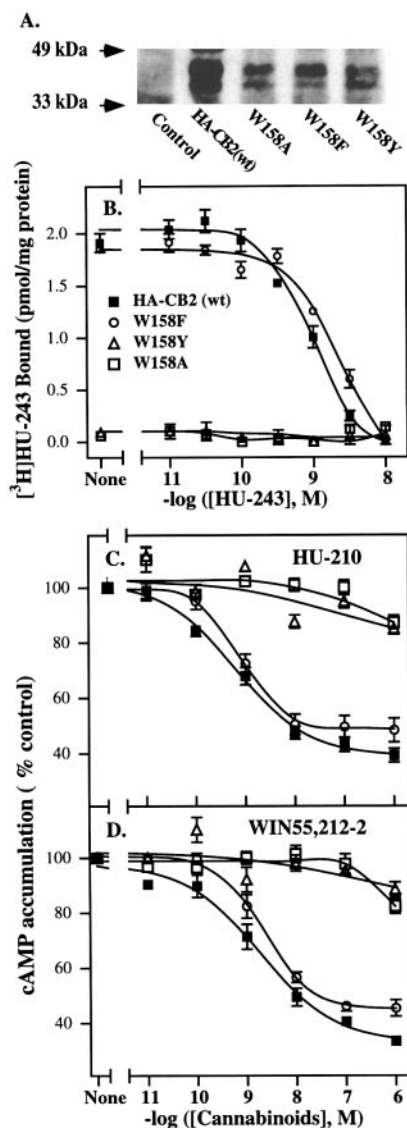 A.
49 kDa
33 kDa
Control
HA-CB2(wt)
W158A
W158F
W158Y
B.
[³H]HU-243 Bound (pmol/mg protein)
2.0
1.5
1.0
0.5
0.0
HA-CB2 (wt)
W158F
W158Y
W158A
None 11 10 9 8
-log ([HU-243], M)
C.
HU-210
100
80
60
40
D.
WIN55,212-2
100
80
60
40
cAMP accumulation ( % control)
None 11 10 9 8 7 6
-log ([Cannabinoids], M)